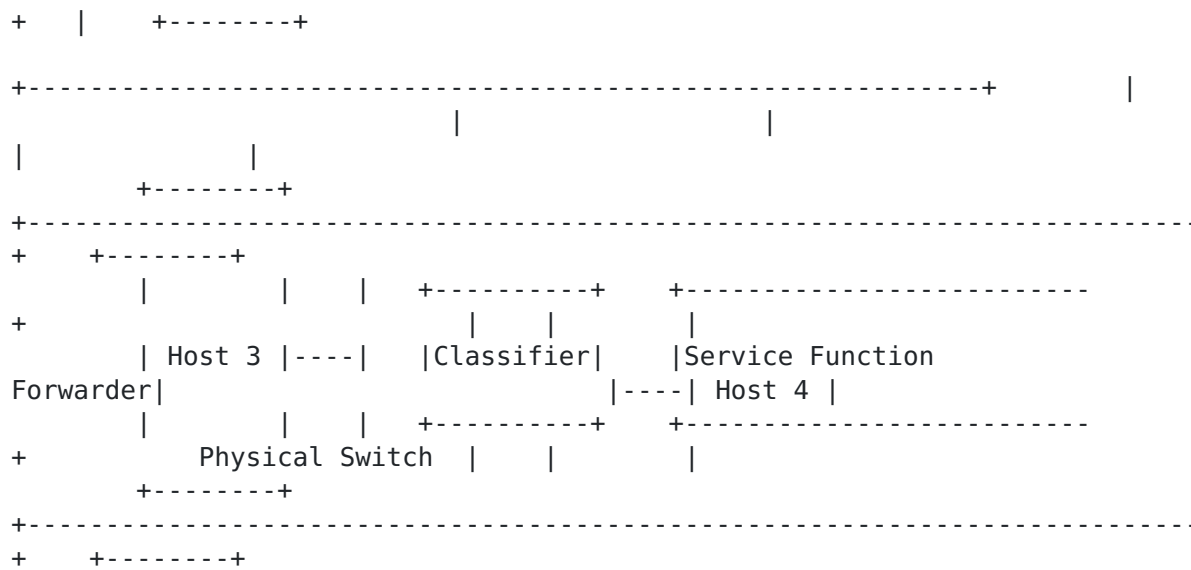 +   |    +--------+
+-------------------------------------------------------------+        |
|                   |
|              |
+--------+
+---------------------------------------------------------------------------
+    +--------+
|        |    |   +----------+    +--------------------------
+                            |    |        |
| Host 3 |----|   |Classifier|    |Service Function
Forwarder|                             |----| Host 4 |
|        |    |   +----------+    +--------------------------
+           Physical Switch  |    |        |
+--------+
+---------------------------------------------------------------------------
+    +--------+